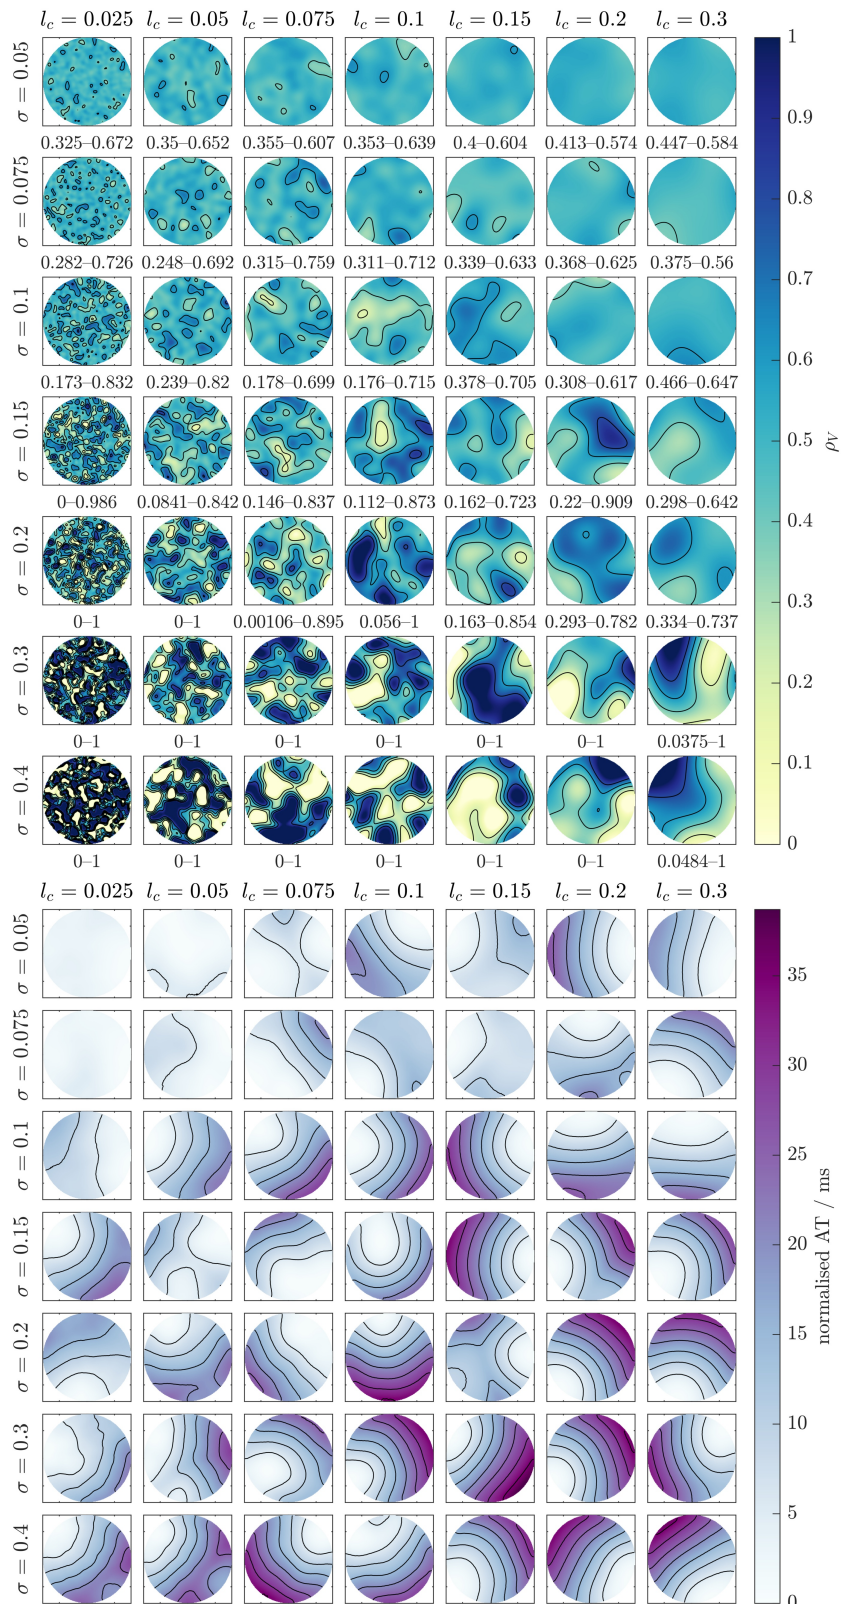 l_c = 0.025 l_c = 0.05 l_c = 0.075 l_c = 0.1 l_c = 0.15 l_c = 0.2 l_c = 0.3
σ = 0.05
0.325–0.672 0.35–0.652 0.355–0.607 0.353–0.639 0.4–0.604 0.413–0.574 0.447–0.584
σ = 0.075
0.282–0.726 0.248–0.692 0.315–0.759 0.311–0.712 0.339–0.633 0.368–0.625 0.375–0.56
σ = 0.1
0.173–0.832 0.239–0.82 0.178–0.699 0.176–0.715 0.378–0.705 0.308–0.617 0.466–0.647
σ = 0.15
0–0.986 0.0841–0.842 0.146–0.837 0.112–0.873 0.162–0.723 0.22–0.909 0.298–0.642
σ = 0.2
0–1 0–1 0.00106–0.895 0.056–1 0.163–0.854 0.293–0.782 0.334–0.737
σ = 0.3
0–1 0–1 0–1 0–1 0–1 0–1 0.0375–1
σ = 0.4
0–1 0–1 0–1 0–1 0–1 0–1 0.0484–1
1
0.9
0.8
0.7
0.6
0.5
0.4
0.3
0.2
0.1
0
ρ_V
l_c = 0.025 l_c = 0.05 l_c = 0.075 l_c = 0.1 l_c = 0.15 l_c = 0.2 l_c = 0.3
σ = 0.05
σ = 0.075
σ = 0.1
σ = 0.15
σ = 0.2
σ = 0.3
σ = 0.4
35
30
25
20
15
10
5
0
normalised AT / ms